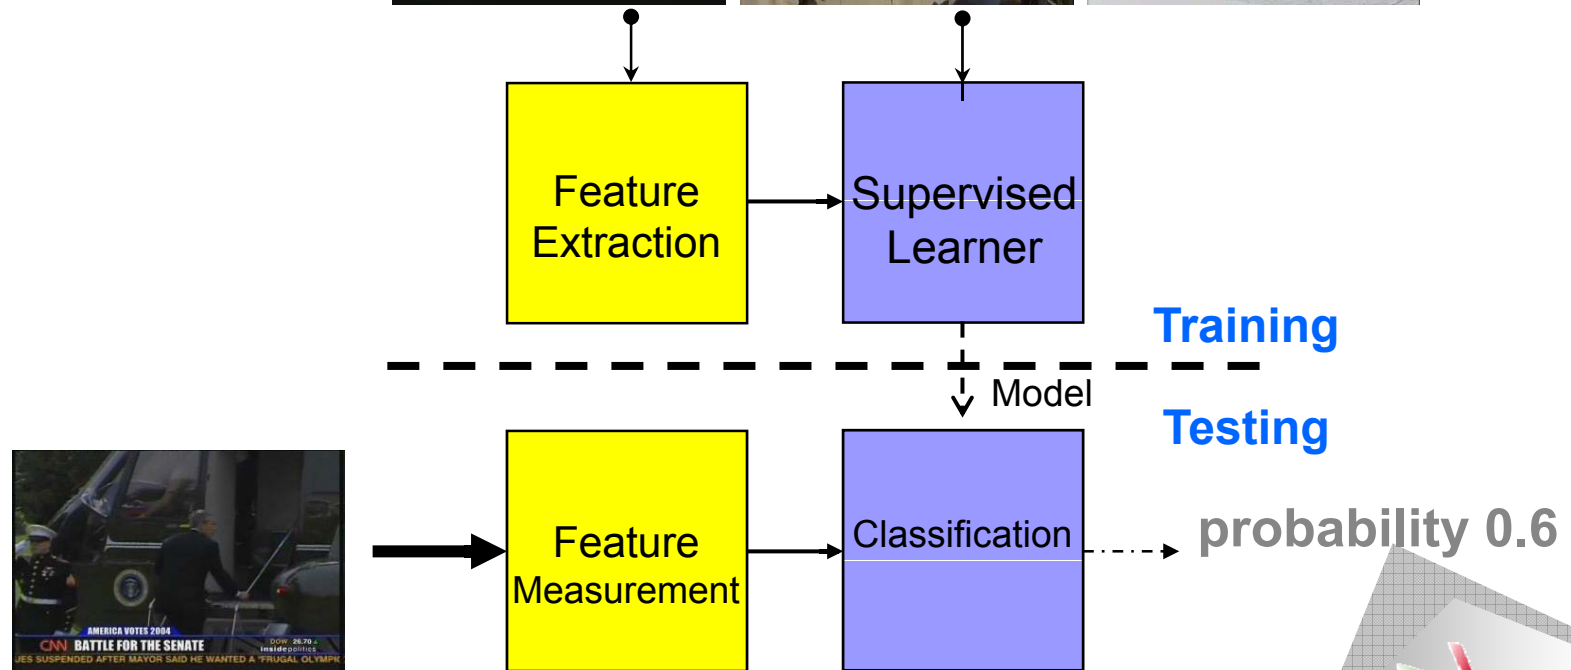 Feature
Extraction
Supervised
Learner
Training
Model
Testing
Feature
Measurement
Classification
probability 0.6
AMERICA VOTES 2004
CNN BATTLE FOR THE SENATE
DOW 26.70
insidepolitics
UES SUSPENDED AFTER MAYOR SAID HE WANTED A "FRUGAL OLYMPIC